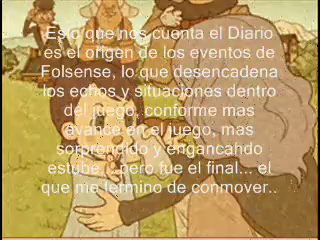 Eslo que nos cuenta el Diario
es el origen de los eventos de
Folsense, lo que desencadena
los echos y situaciones dentro
del juego, conforme mas
avance en el juego, mas
sorprendido y engancando
estube... pero fue el final... el
que me termino de conmover..